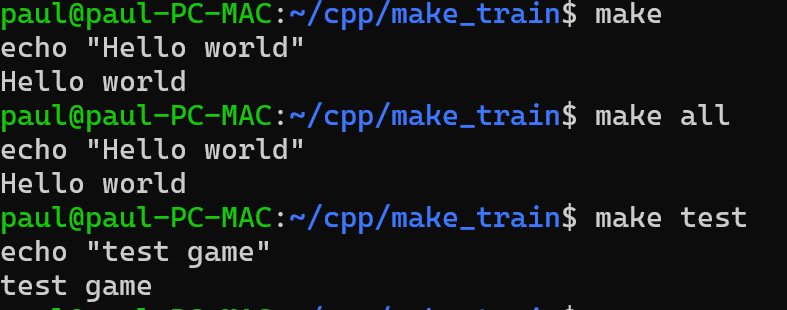 paul@paul-PC-MAC:~/cpp/make_train$ make
echo "Hello world"
Hello world
paul@paul-PC-MAC:~/cpp/make_train$ make all
echo "Hello world"
Hello world
paul@paul-PC-MAC:~/cpp/make_train$ make test
echo "test game"
test game